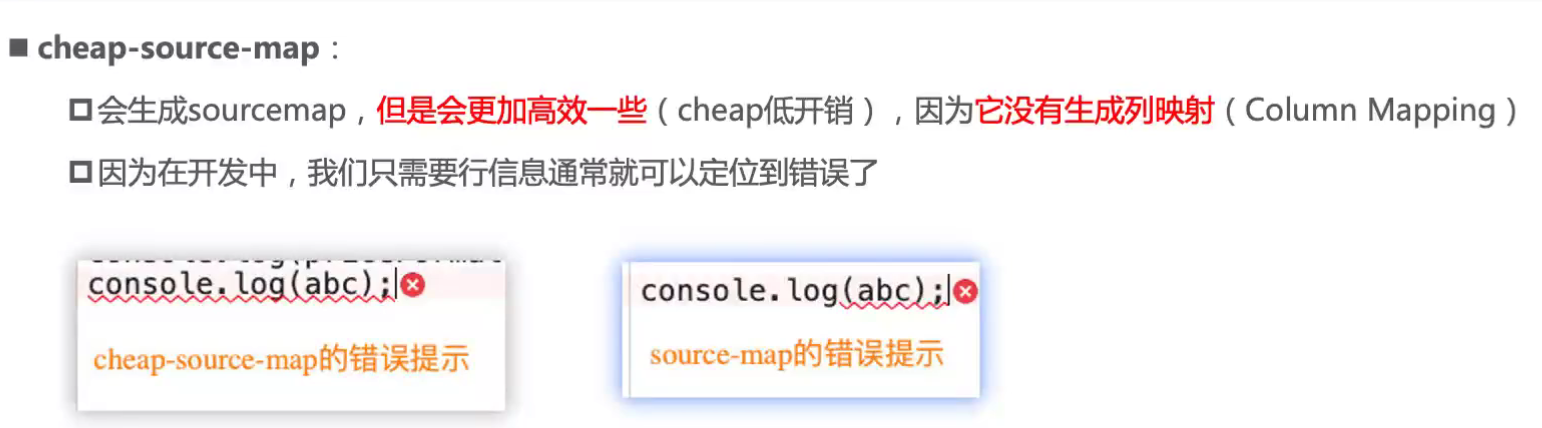 cheap-source-map：
会生成sourcemap，但是会更加高效一些（cheap低开销），因为它没有生成列映射（Column Mapping）
因为在开发中，我们只需要行信息通常就可以定位到错误了
console.log(abc);
cheap-source-map的错误提示
console.log(abc);
source-map的错误提示